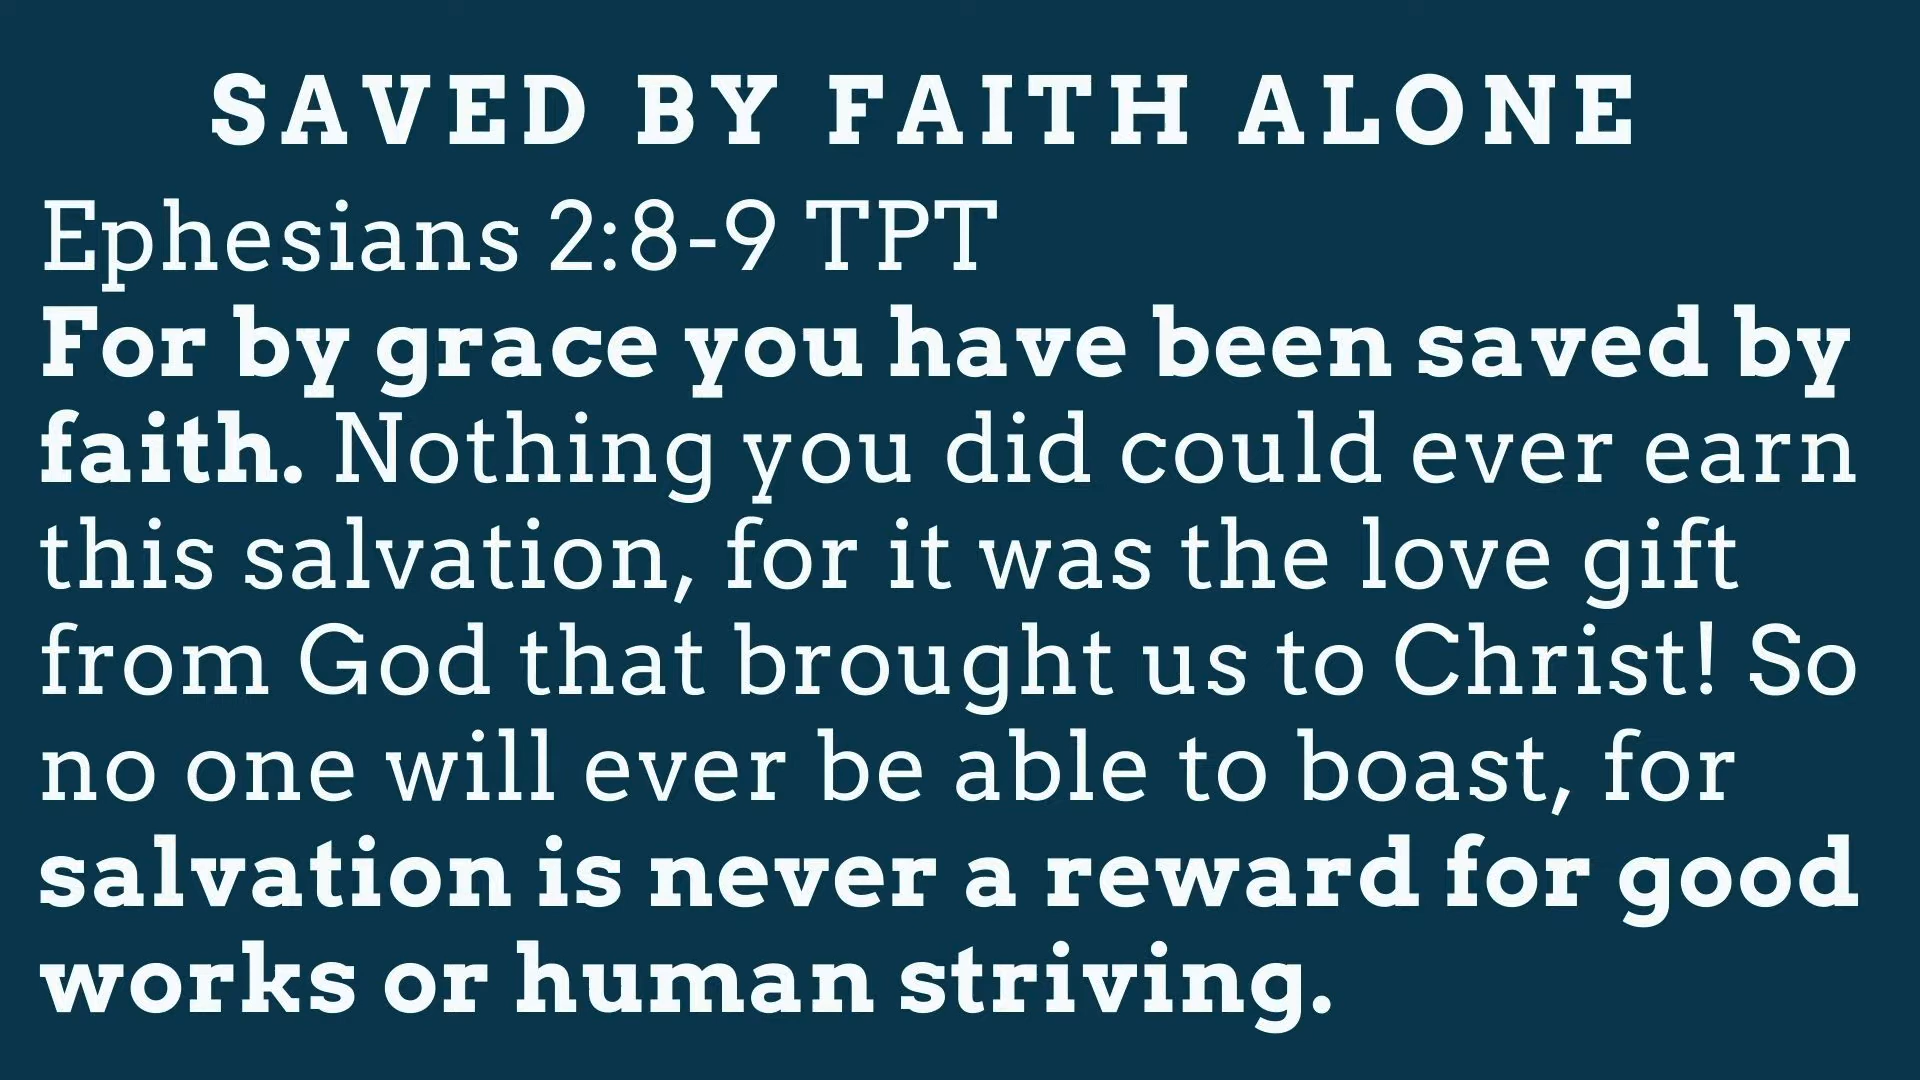 SAVED BY FAITH ALONE
Ephesians 2:8-9 TPT
For by grace you have been saved by
faith. Nothing you did could ever earn
this salvation, for it was the love gift
from God that brought us to Christ! So
no one will ever be able to boast, for
salvation is never a reward for good
works or human striving.